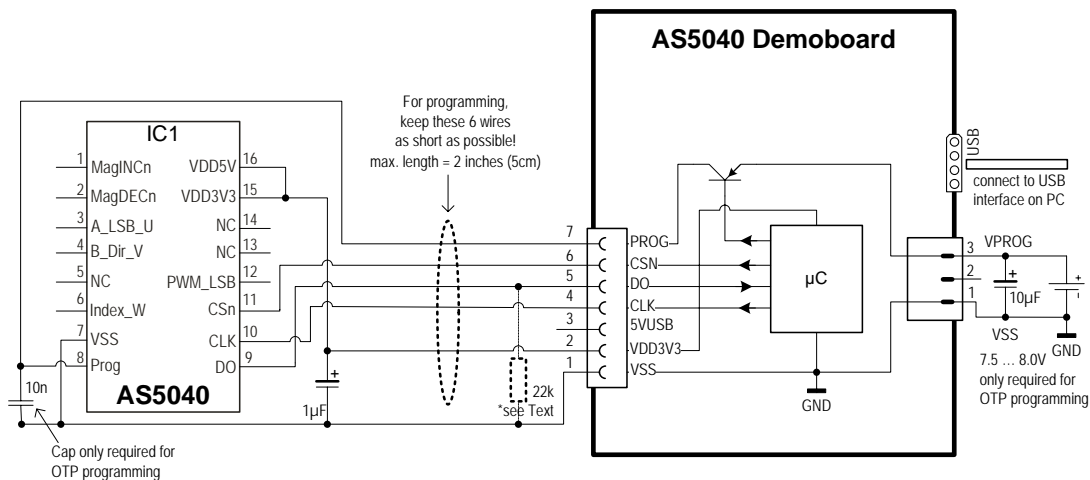 AS5040 Demoboard
For programming,
keep these 6 wires
as short as possible!
max. length = 2 inches (5cm)
IC1
1 MagINCn VDD5V 16
2 MagDECn VDD3V3 15
3 A_LSB_U NC 14
4 B_Dir_V NC 13
5 NC PWM_LSB 12
6 Index_W CSn 11
7 VSS CLK 10
8 Prog DO 9
AS5040
10n
Cap only required for
OTP programming
1µF
+
22k
*see Text
7 PROG
6 CSN
5 DO
4 CLK
3 5VUSB
2 VDD3V3
1 VSS
µC
GND
USB
connect to USB
interface on PC
3 VPROG
2
1
+
10µF
+
-
VSS
GND
7.5 ... 8.0V
only required for
OTP programming